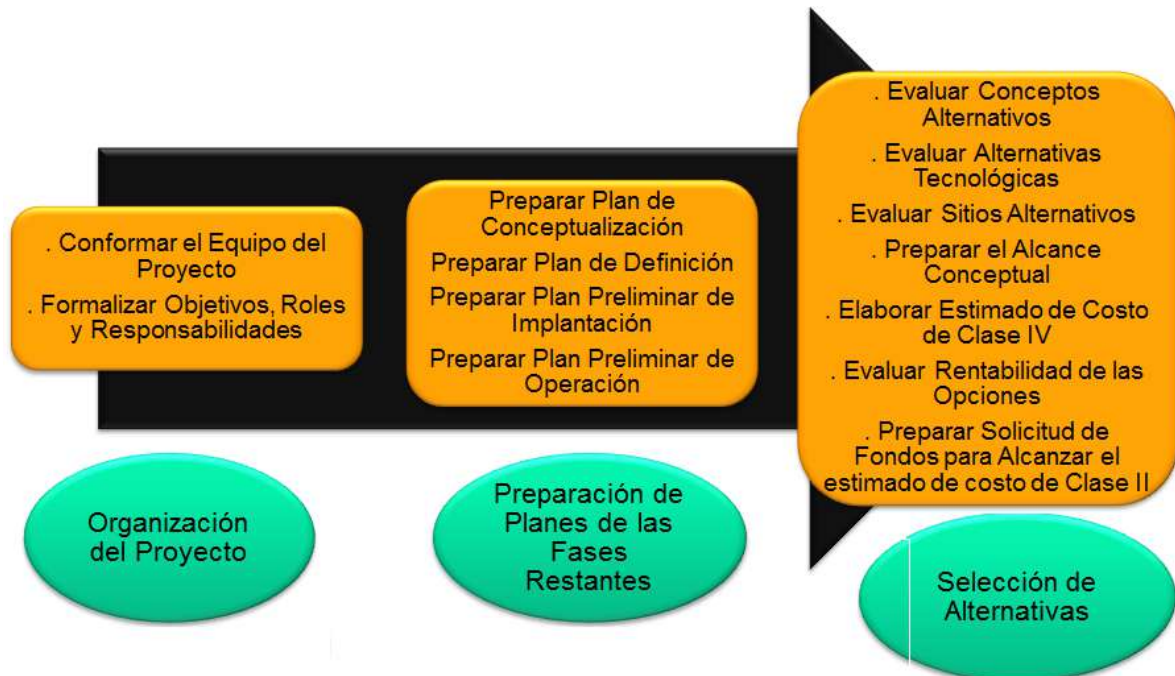 . Conformar el Equipo del
Proyecto
. Formalizar Objetivos, Roles
y Responsabilidades
Preparar Plan de
Conceptualización
Preparar Plan de Definición
Preparar Plan Preliminar de
Implantación
Preparar Plan Preliminar de
Operación
. Evaluar Conceptos
Alternativos
. Evaluar Alternativas
Tecnológicas
. Evaluar Sitios Alternativos
. Preparar el Alcance
Conceptual
. Elaborar Estimado de Costo
de Clase IV
. Evaluar Rentabilidad de las
Opciones
. Preparar Solicitud de
Fondos para Alcanzar el
estimado de costo de Clase II
Organización
del Proyecto
Preparación de
Planes de las
Fases
Restantes
Selección de
Alternativas